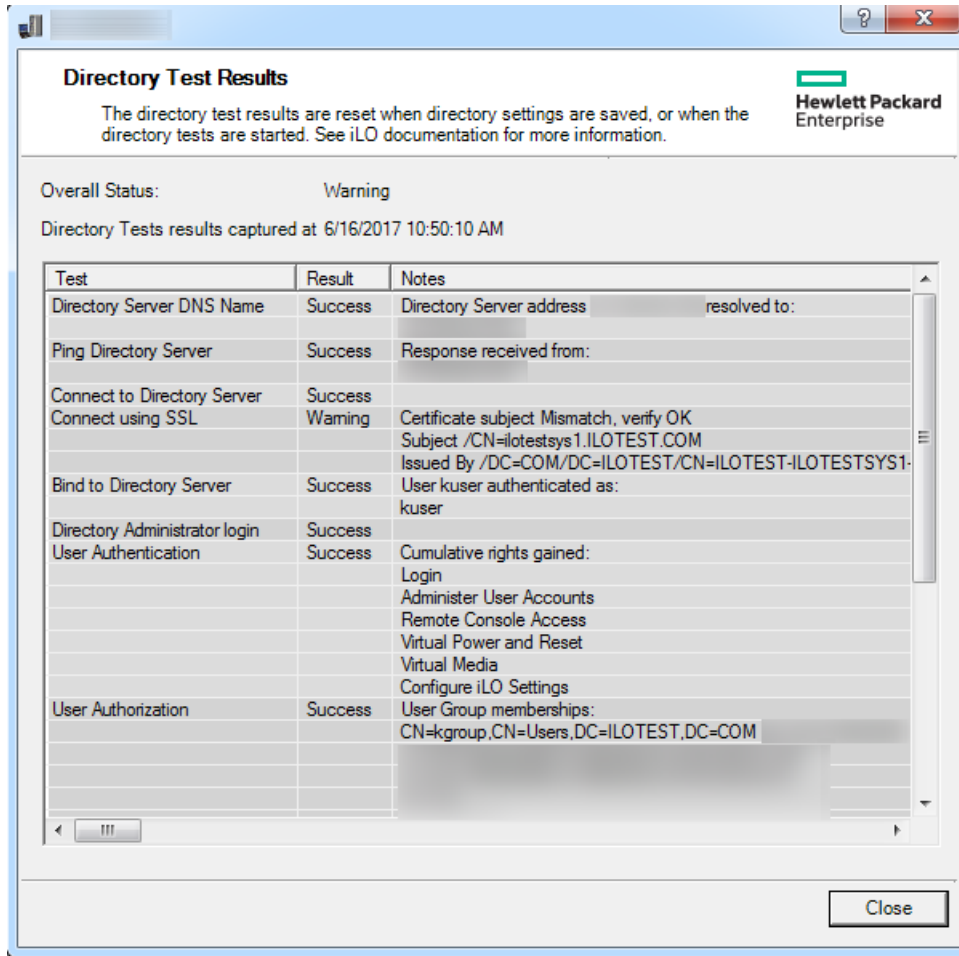 Directory Test Results
The directory test results are reset when directory settings are saved, or when the
directory tests are started. See iLO documentation for more information.
Hewlett Packard
Enterprise
Overall Status: Warning
Directory Tests results captured at 6/16/2017 10:50:10 AM
Test Result Notes
Directory Server DNS Name Success Directory Server address resolved to:
Ping Directory Server Success Response received from:
Connect to Directory Server Success
Connect using SSL Warning Certificate subject Mismatch, verify OK
Subject /CN=ilotestsys1.ILOTEST.COM
Issued By /DC=COM/DC=ILOTEST/CN=ILOTEST-ILOTESTSYS1-
Bind to Directory Server Success User kuser authenticated as:
kuser
Directory Administrator login Success
User Authentication Success Cumulative rights gained:
Login
Administer User Accounts
Remote Console Access
Virtual Power and Reset
Virtual Media
Configure iLO Settings
User Authorization Success User Group memberships:
CN=kgroup,CN=Users,DC=ILOTEST,DC=COM
Close